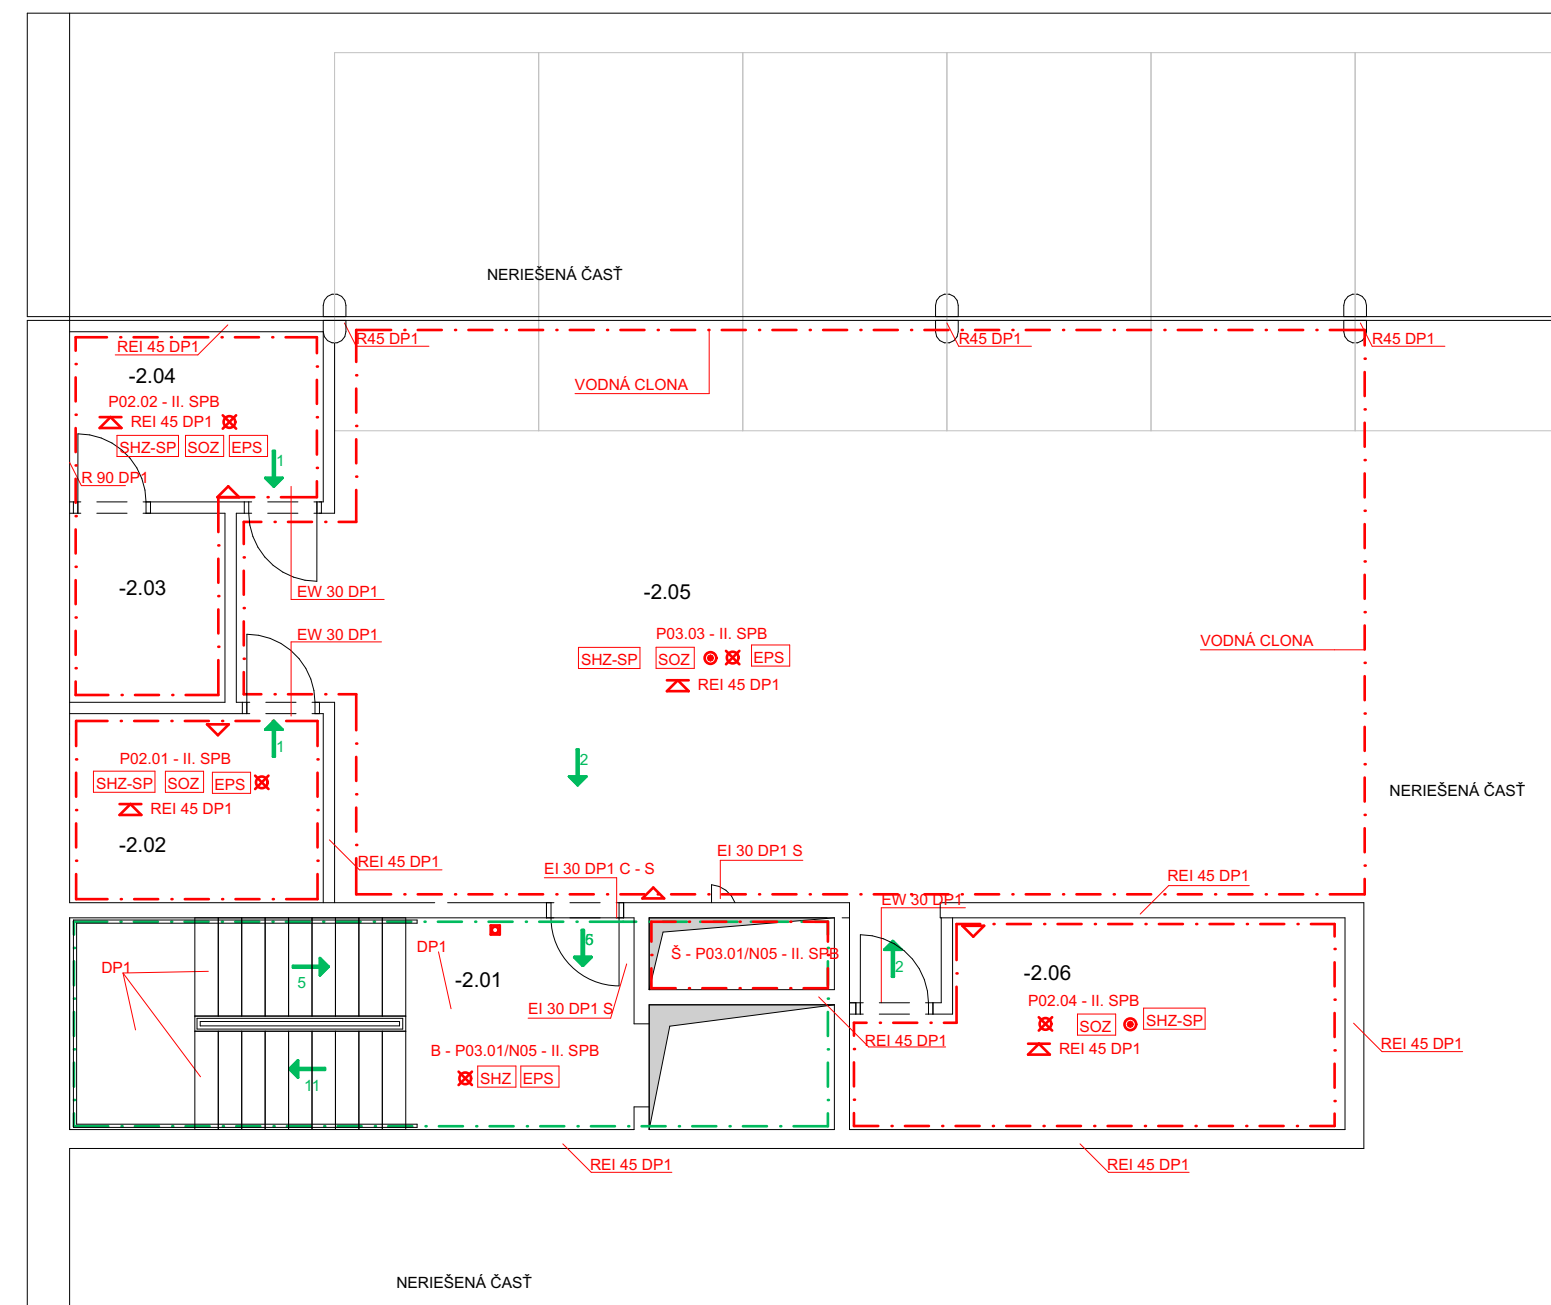 NERIEŠENÁ ČASŤ
REI 45 DP1
R45 DP1
R45 DP1
R45 DP1
-2.04
VODNÁ CLONA
P02.02 - II. SPB
REI 45 DP1
SHZ-SP SOZ EPS
1
R 90 DP1
-2.03
EW 30 DP1
-2.05
EW 30 DP1
P03.03 - II. SPB
VODNÁ CLONA
SHZ-SP SOZ EPS
REI 45 DP1
1
P02.01 - II. SPB
2
SHZ-SP SOZ EPS
NERIEŠENÁ ČASŤ
REI 45 DP1
-2.02
EI 30 DP1 S
REI 45 DP1
EI 30 DP1 C - S
REI 45 DP1
EW 30 DP1
6
DP1
Š - P03.01/N05 - II. SPB
DP1
2
-2.06
5
-2.01
P02.04 - II. SPB
EI 30 DP1 S
SOZ SHZ-SP
REI 45 DP1
REI 45 DP1
REI 45 DP1
B - P03.01/N05 - II. SPB
SHZ EPS
11
REI 45 DP1
REI 45 DP1
NERIEŠENÁ ČASŤ